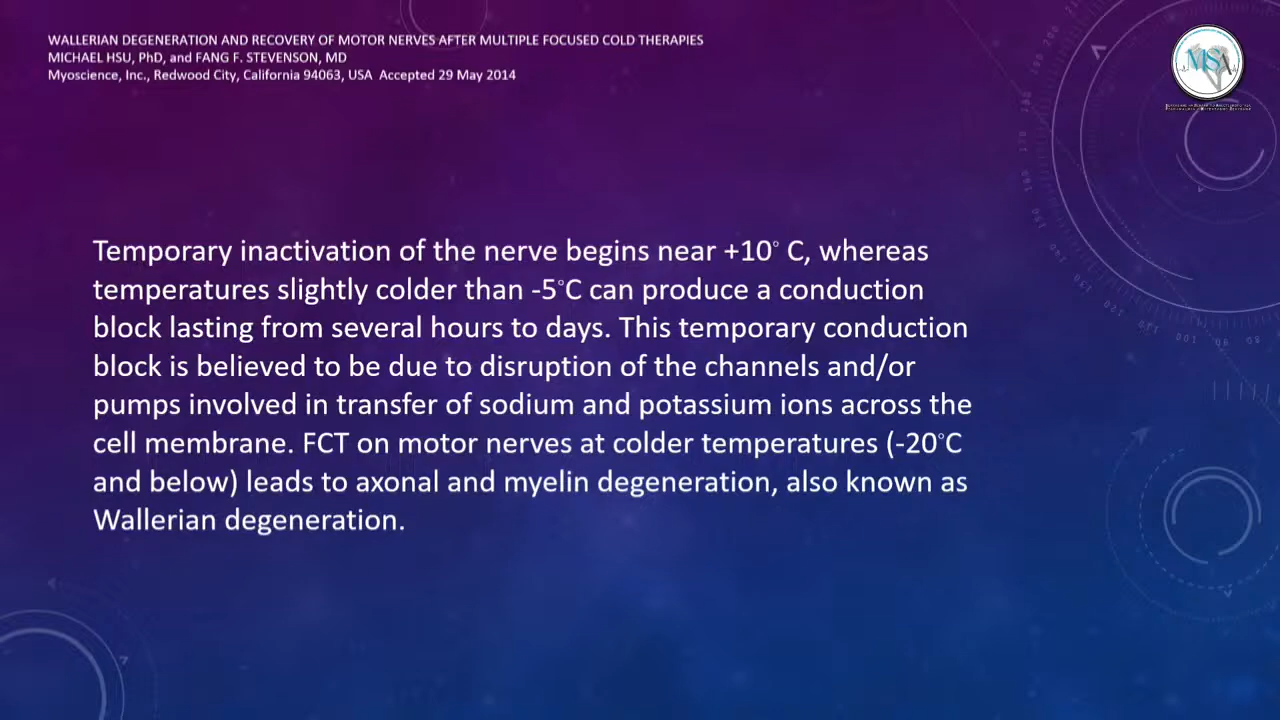 WALLERIAN DEGENERATION AND RECOVERY OF MOTOR NERVES AFTER MULTIPLE FOCUSED COLD THERAPIES
MICHAEL HSU, PhD, and FANG F. STEVENSON, MD
Myoscience, Inc., Redwood City, California 94063, USA Accepted 29 May 2014
MSA
Temporary inactivation of the nerve begins near +10° C, whereas
temperatures slightly colder than -5°C can produce a conduction
block lasting from several hours to days. This temporary conduction
block is believed to be due to disruption of the channels and/or
pumps involved in transfer of sodium and potassium ions across the
cell membrane. FCT on motor nerves at colder temperatures (-20°C
and below) leads to axonal and myelin degeneration, also known as
Wallerian degeneration.